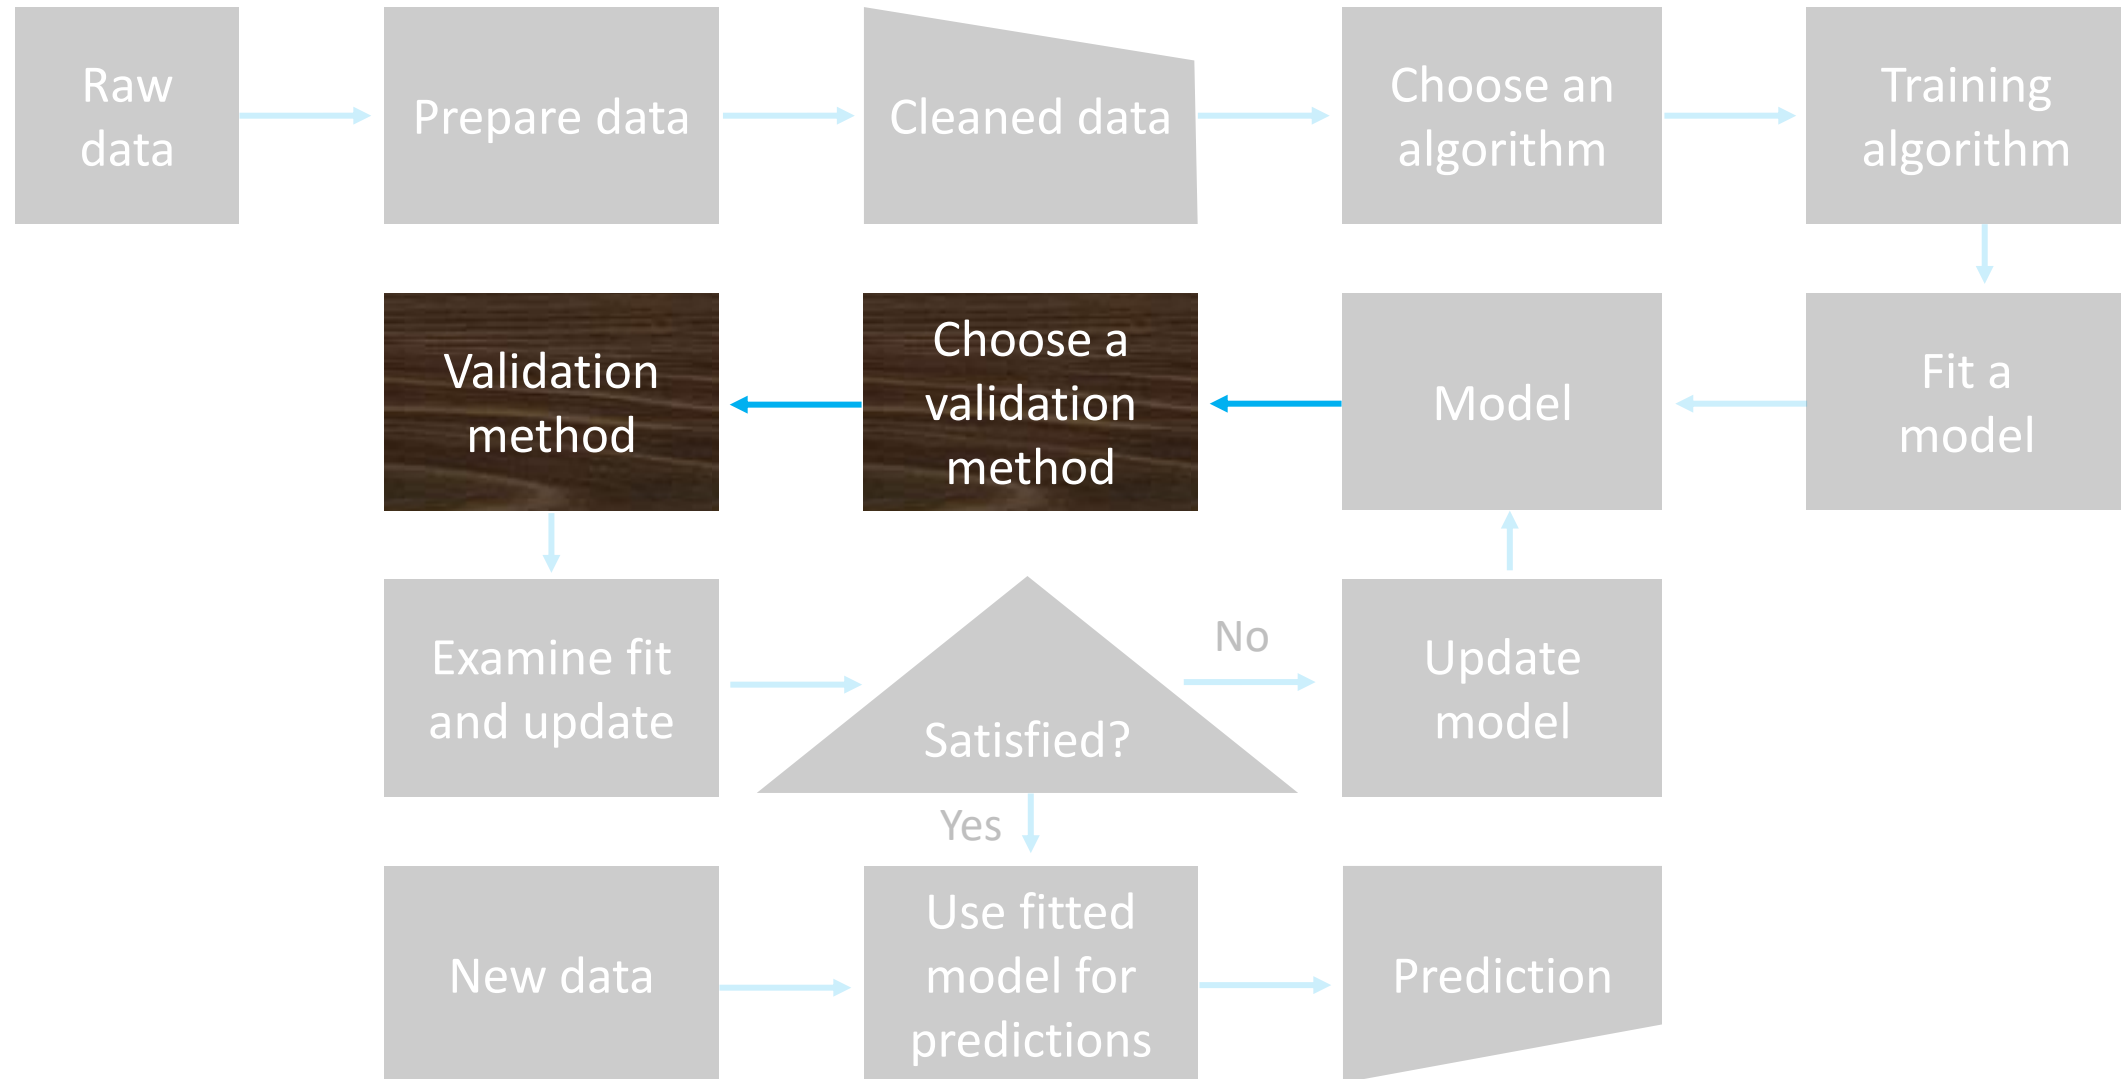 Raw
data
Prepare data
Cleaned data
Choose an
algorithm
Training
algorithm
Validation
method
Choose a
validation
method
Model
Fit a
model
Examine fit
and update
Satisfied?
No
Update
model
Yes
New data
Use fitted
model for
predictions
Prediction